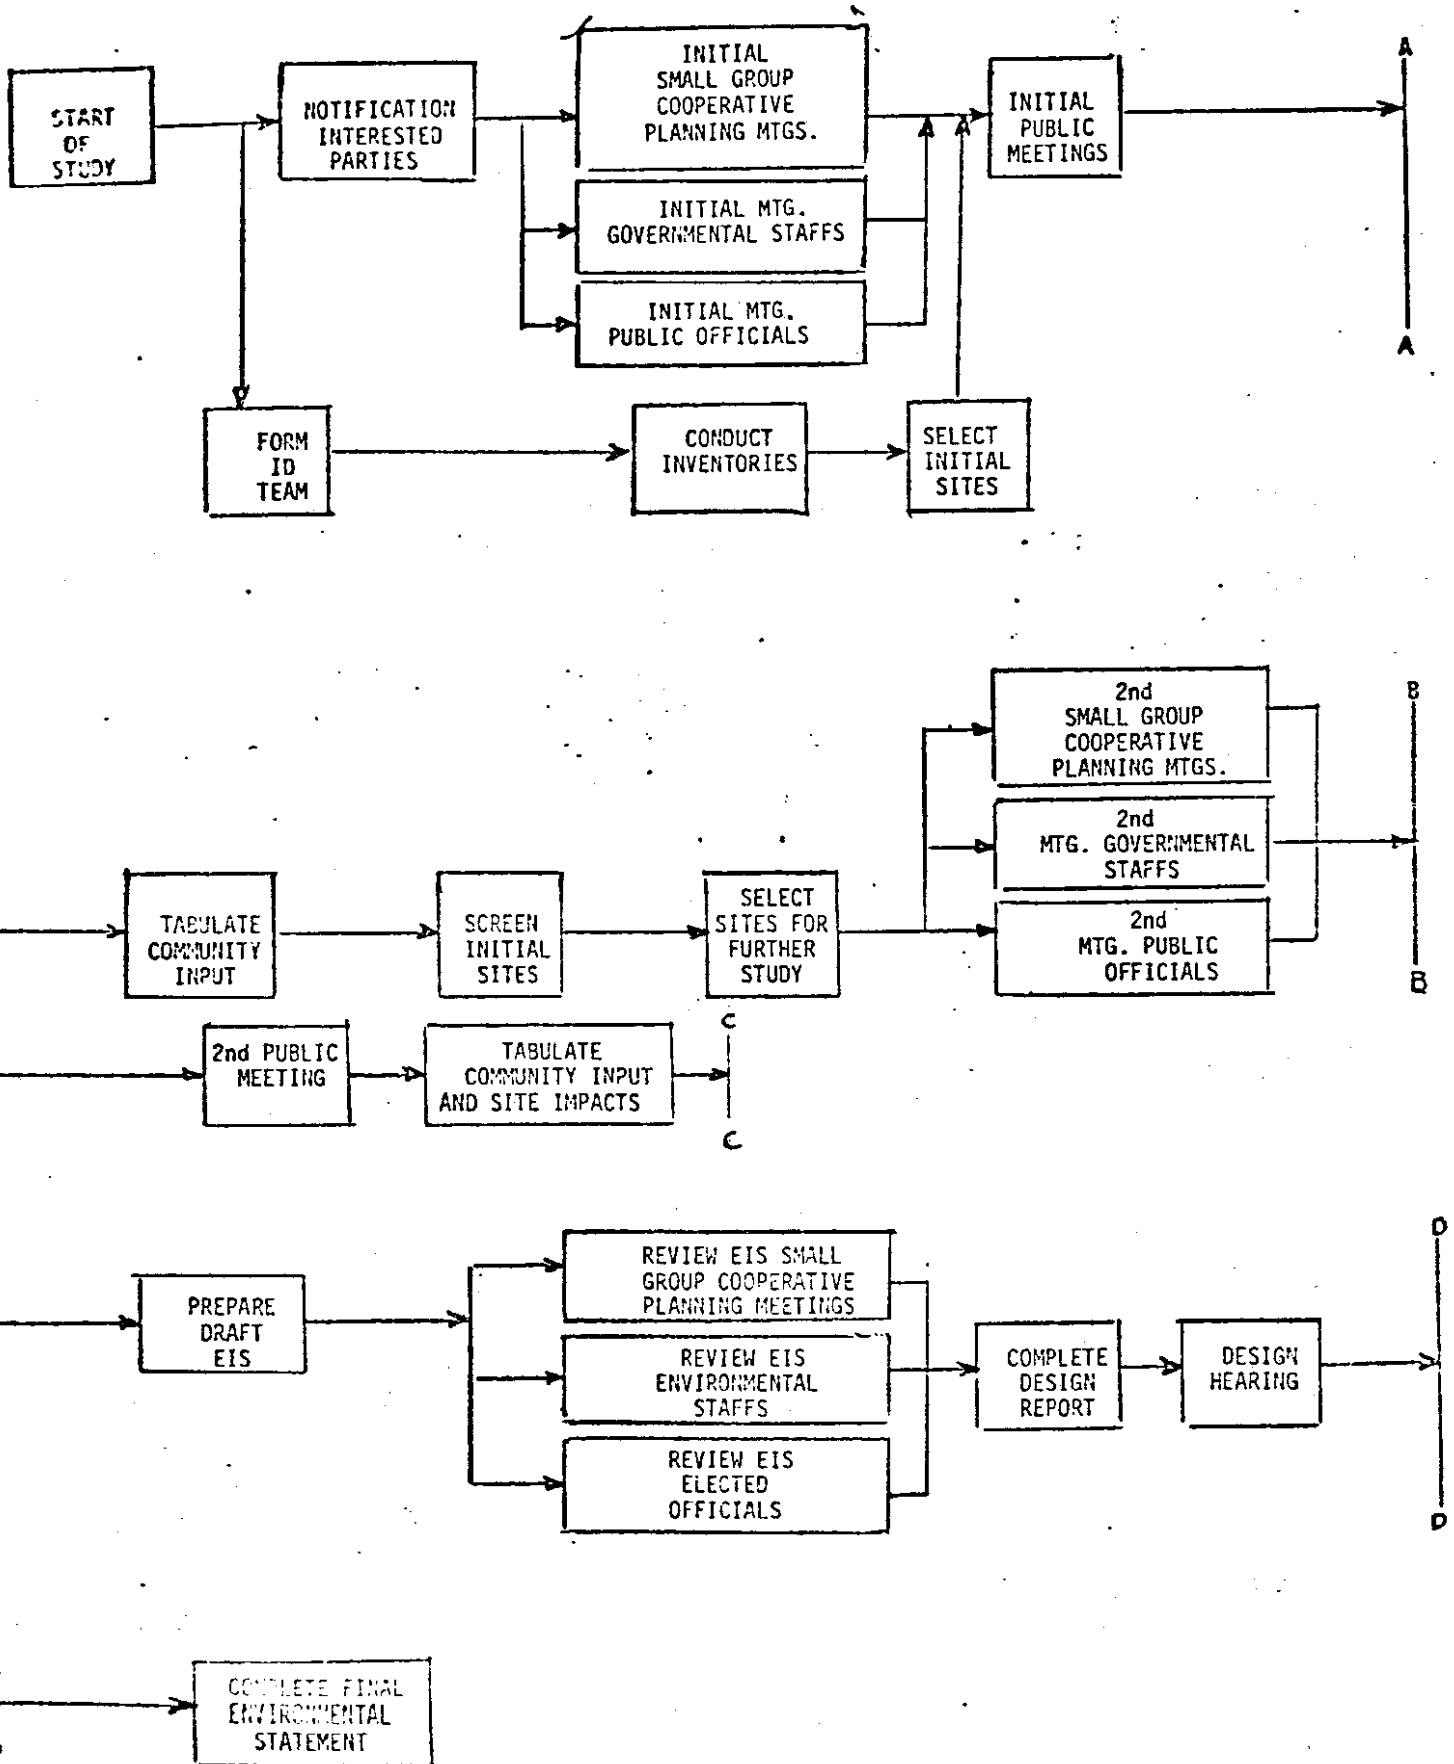 START
OF
STUDY
NOTIFICATION
INTERESTED
PARTIES
INITIAL
SMALL GROUP
COOPERATIVE
PLANNING MTGS.
INITIAL MTG.
GOVERNMENTAL STAFFS
INITIAL MTG.
PUBLIC OFFICIALS
INITIAL
PUBLIC
MEETINGS
A
A
FORM
ID
TEAM
CONDUCT
INVENTORIES
SELECT
INITIAL
SITES
TABULATE
COMMUNITY
INPUT
SCREEN
INITIAL
SITES
SELECT
SITES FOR
FURTHER
STUDY
2nd
SMALL GROUP
COOPERATIVE
PLANNING MTGS.
2nd
MTG. GOVERNMENTAL
STAFFS
2nd
MTG. PUBLIC
OFFICIALS
B
B
2nd PUBLIC
MEETING
TABULATE
COMMUNITY INPUT
AND SITE IMPACTS
C
C
PREPARE
DRAFT
EIS
REVIEW EIS SMALL
GROUP COOPERATIVE
PLANNING MEETINGS
REVIEW EIS
ENVIRONMENTAL
STAFFS
REVIEW EIS
ELECTED
OFFICIALS
COMPLETE
DESIGN
REPORT
DESIGN
HEARING
D
D
COMPLETE FINAL
ENVIRONMENTAL
STATEMENT